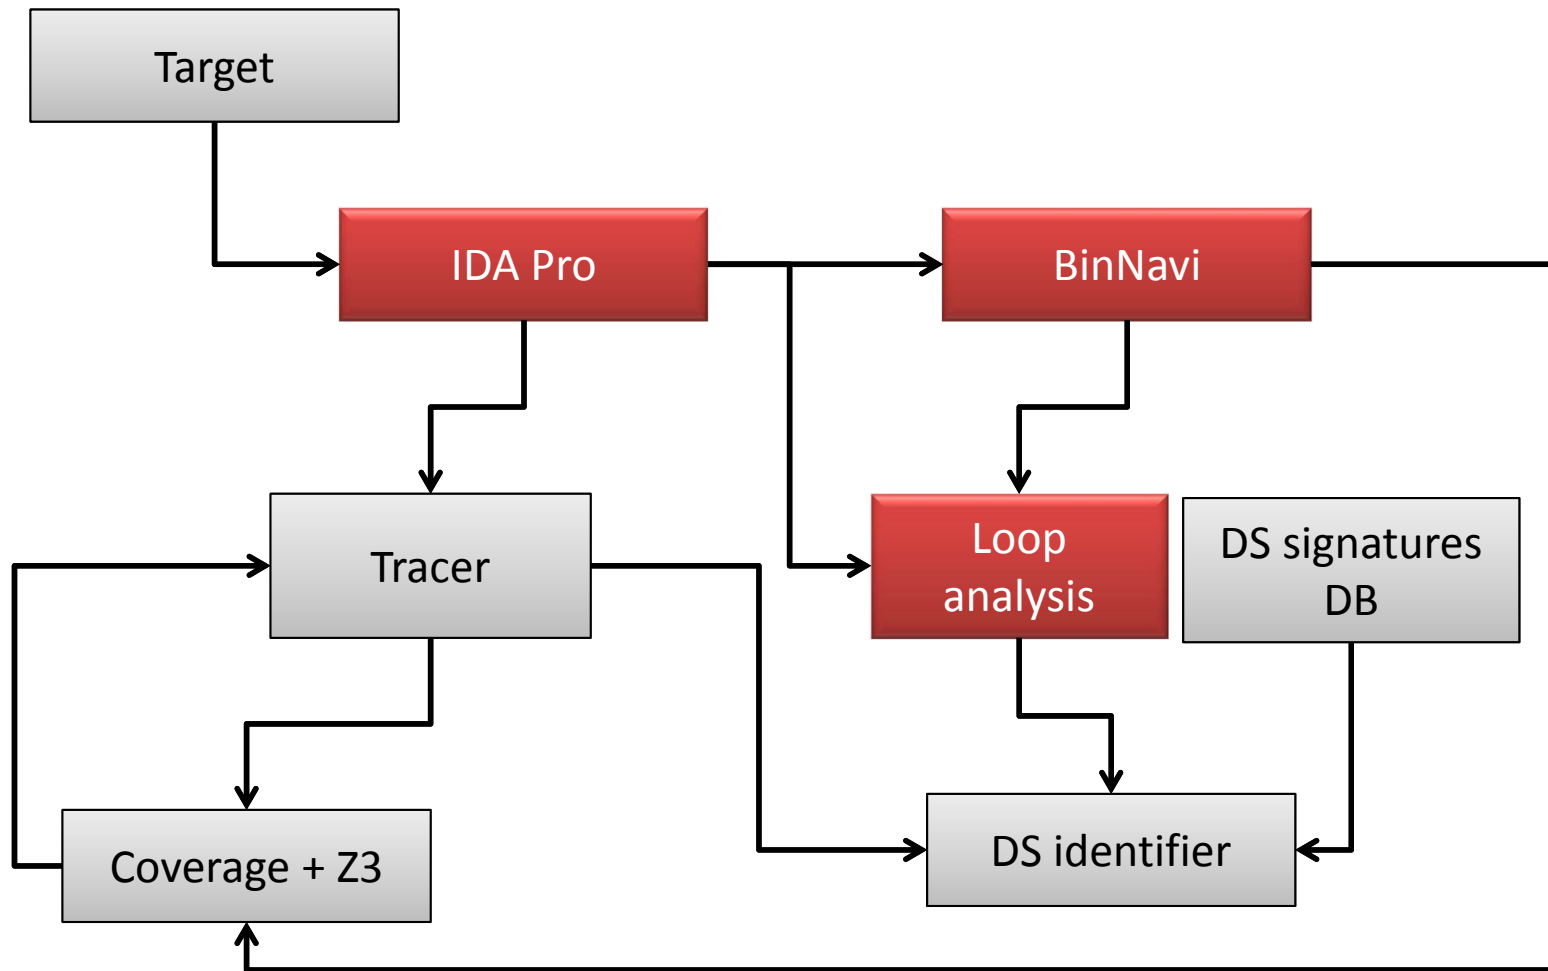 Target
IDA Pro
BinNavi
Tracer
Loop
analysis
DS signatures
DB
Coverage + Z3
DS identifier